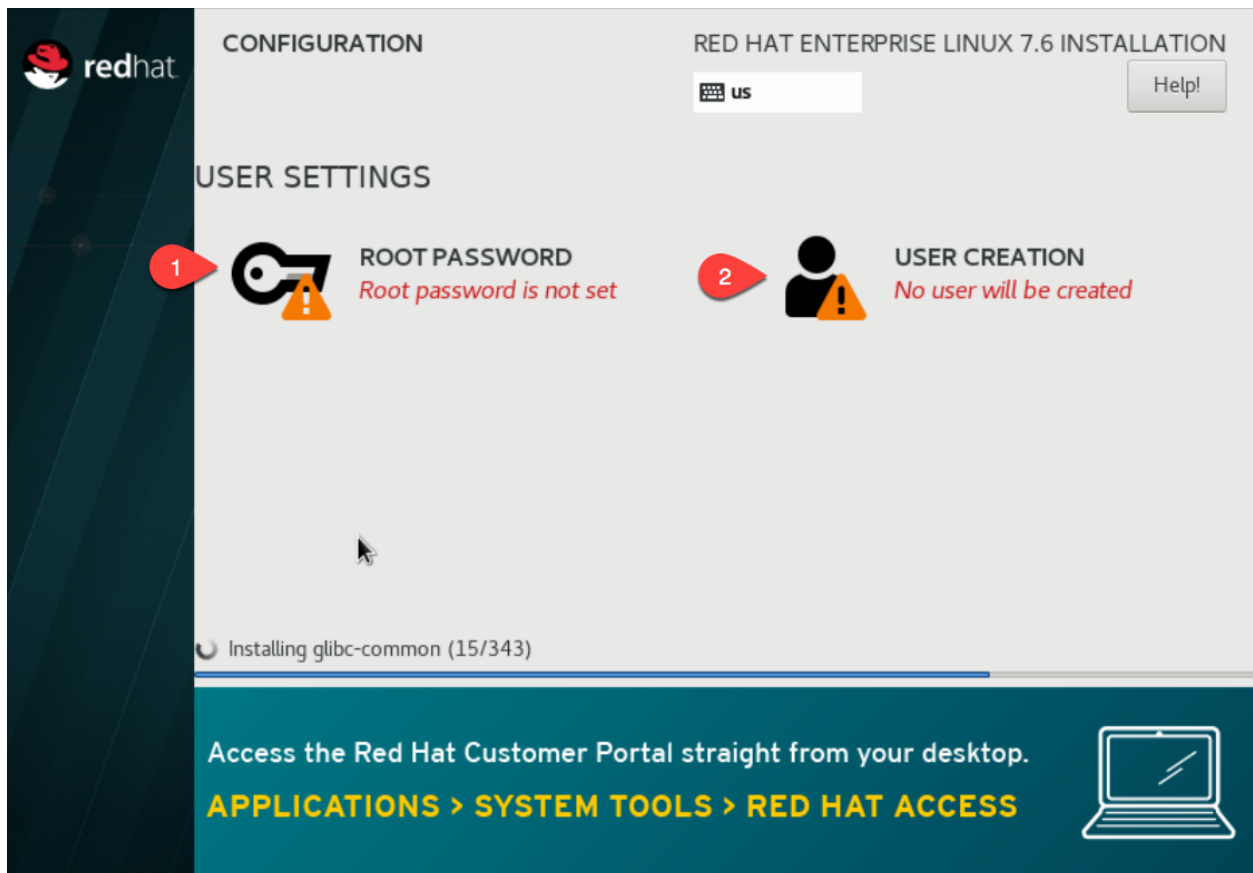 redhat.
CONFIGURATION
RED HAT ENTERPRISE LINUX 7.6 INSTALLATION
us
Help!
USER SETTINGS
1
ROOT PASSWORD
Root password is not set
2
USER CREATION
No user will be created
Installing glibc-common (15/343)
Access the Red Hat Customer Portal straight from your desktop.
APPLICATIONS > SYSTEM TOOLS > RED HAT ACCESS